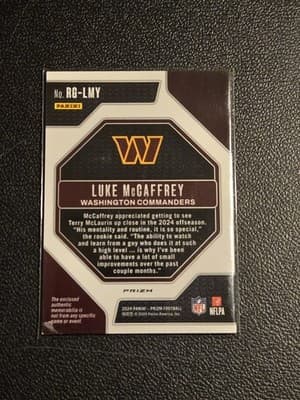 No. RG-LMY
PANINI
W
LUKE McCAFFREY
WASHINGTON COMMANDERS
McCaffrey appreciated getting to see
Terry McLaurin up close in the 2024 offseason.
"His mentality and routine, it is so special,"
the rookie said. "The ability to watch and
learn from a guy who does it at such
a high level ... is why I've been
able to have a lot of small
improvements over the past
couple months."
PRIZM
The enclosed
authentic
memorabilia is
not from any specific
game or event
2024 PANINI - PRIZM FOOTBALL
Panini America, Inc.
NFL
NFLPA